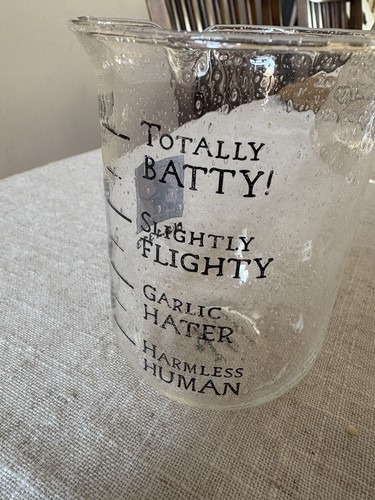 TOTALLY
BATTY!
SLIGHTLY
FLIGHTY
GARLIC
HATER
HARMLESS
HUMAN